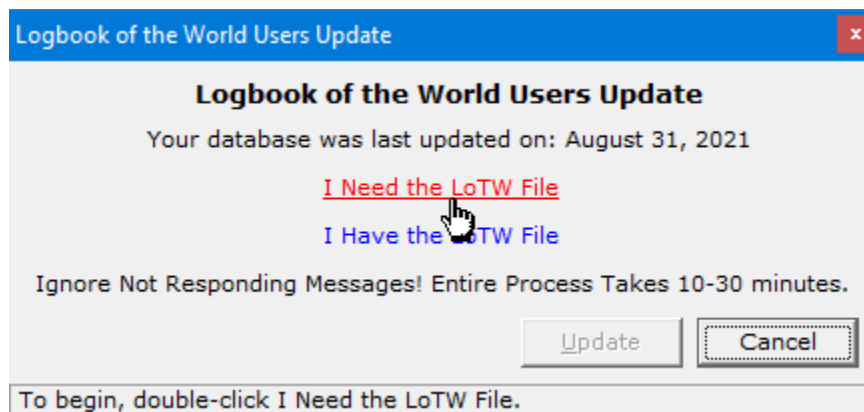 Logbook of the World Users Update
x
Logbook of the World Users Update
Your database was last updated on: August 31, 2021
I Need the LoTW File
I Have the LoTW File
Ignore Not Responding Messages! Entire Process Takes 10-30 minutes.
Update Cancel
To begin, double-click I Need the LoTW File.